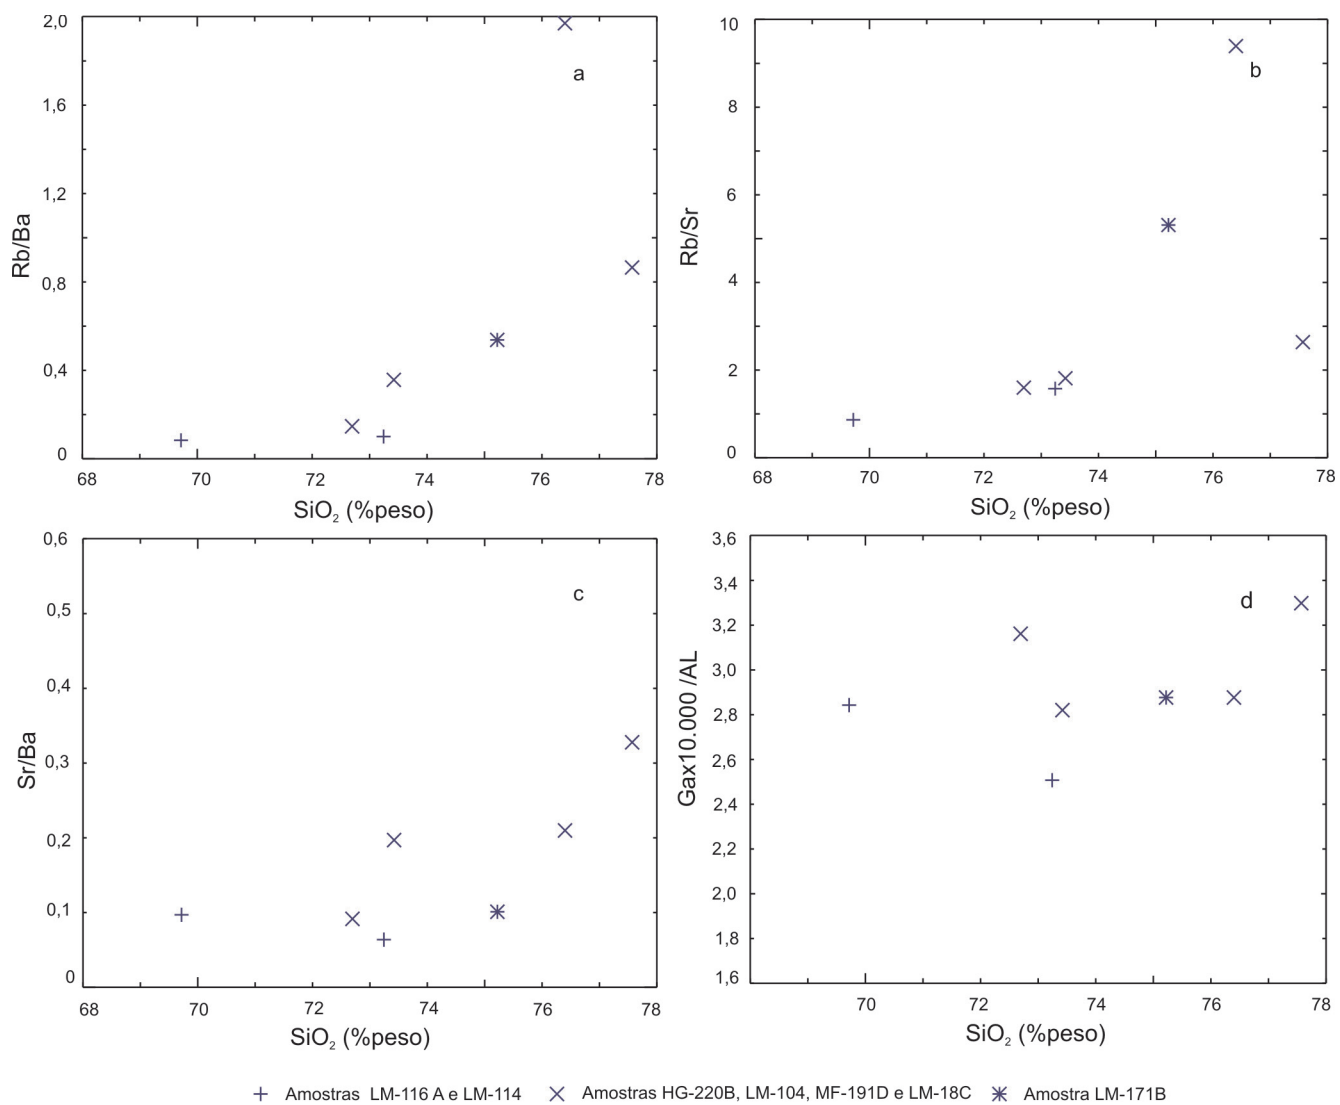 2,0
1,6
1,2
0,8
0,4
0
Rb/Ba
a
68 70 72 74 76 78
SiO2 (%peso)
10
8
6
4
2
0
Rb/Sr
b
68 70 72 74 76 78
SiO2 (%peso)
0,6
0,5
0,4
0,3
0,2
0,1
0
Sr/Ba
c
68 70 72 74 76 78
SiO2 (%peso)
3,6
3,4
3,2
3,0
2,8
2,6
2,4
2,2
2,0
1,8
1,6
Gax10.000 /AL
d
70 72 74 76 78
SiO2 (%peso)
Amostras LM-116 A e LM-114 Amostras HG-220B, LM-104, MF-191D e LM-18C Amostra LM-171B